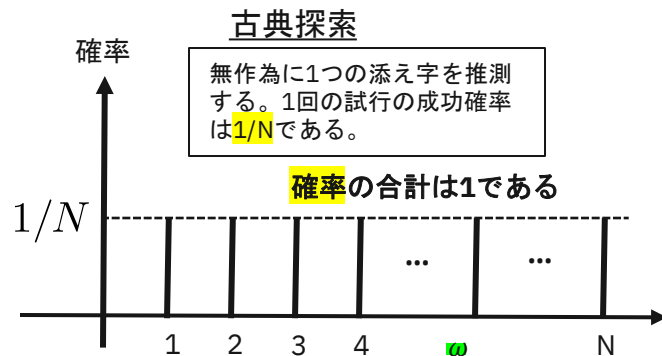 古典探索
確率
無作為に1つの添え字を推測
する。1回の試行の成功確率
は1/Nである。
確率の合計は1である
1/N
... ...
1 2 3 4 ω N